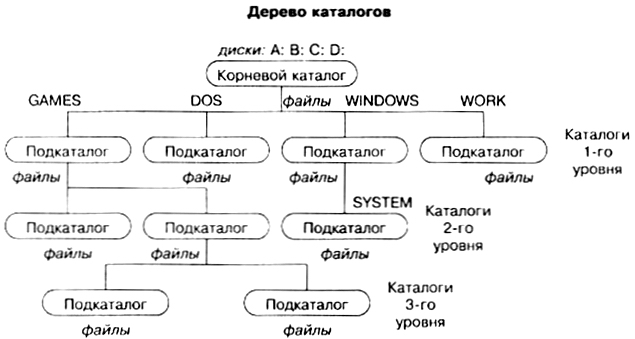 Дерево каталогов
диски: A: B: C: D:
Корневой каталог
GAMES DOS файлы WINDOWS WORK
Подкаталог Подкаталог Подкаталог Подкаталог
Каталоги
1-го
уровня
файлы файлы файлы файлы
SYSTEM
Подкаталог Подкаталог Подкаталог
Каталоги
2-го
уровня
файлы файлы файлы
Подкаталог Подкаталог
Каталоги
3-го
уровня
файлы файлы